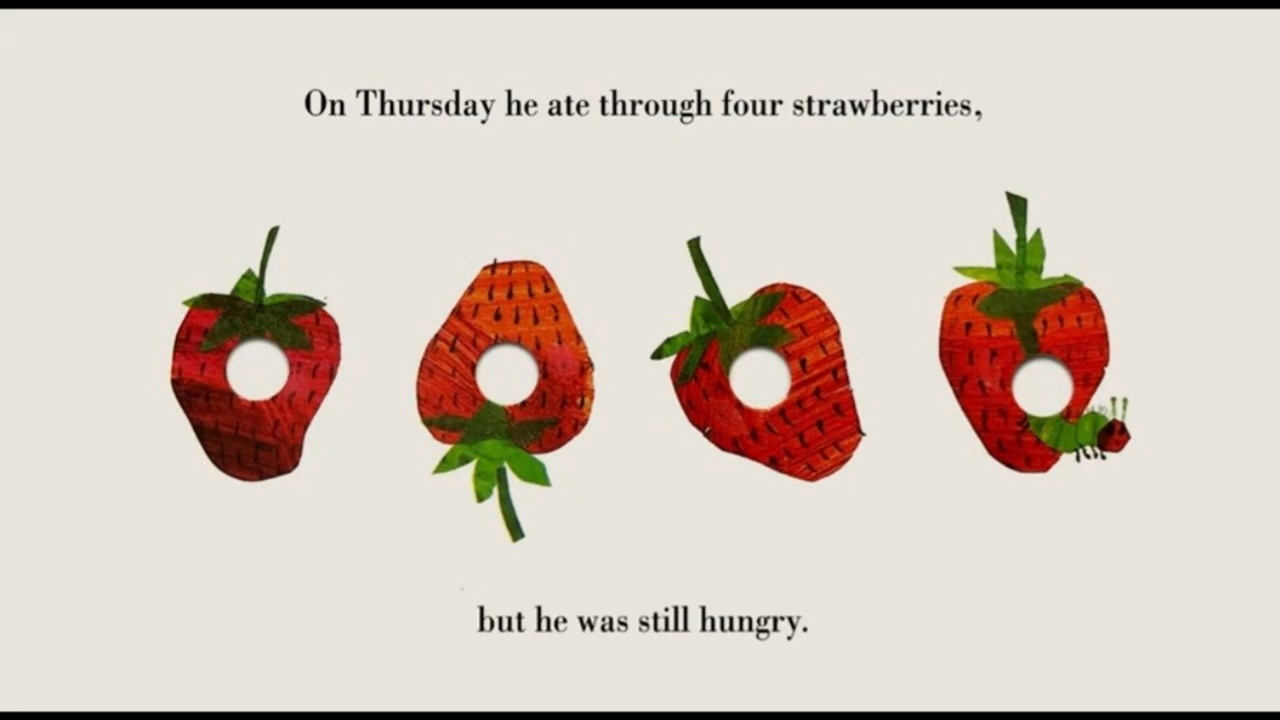 On Thursday he ate through four strawberries,
but he was still hungry.